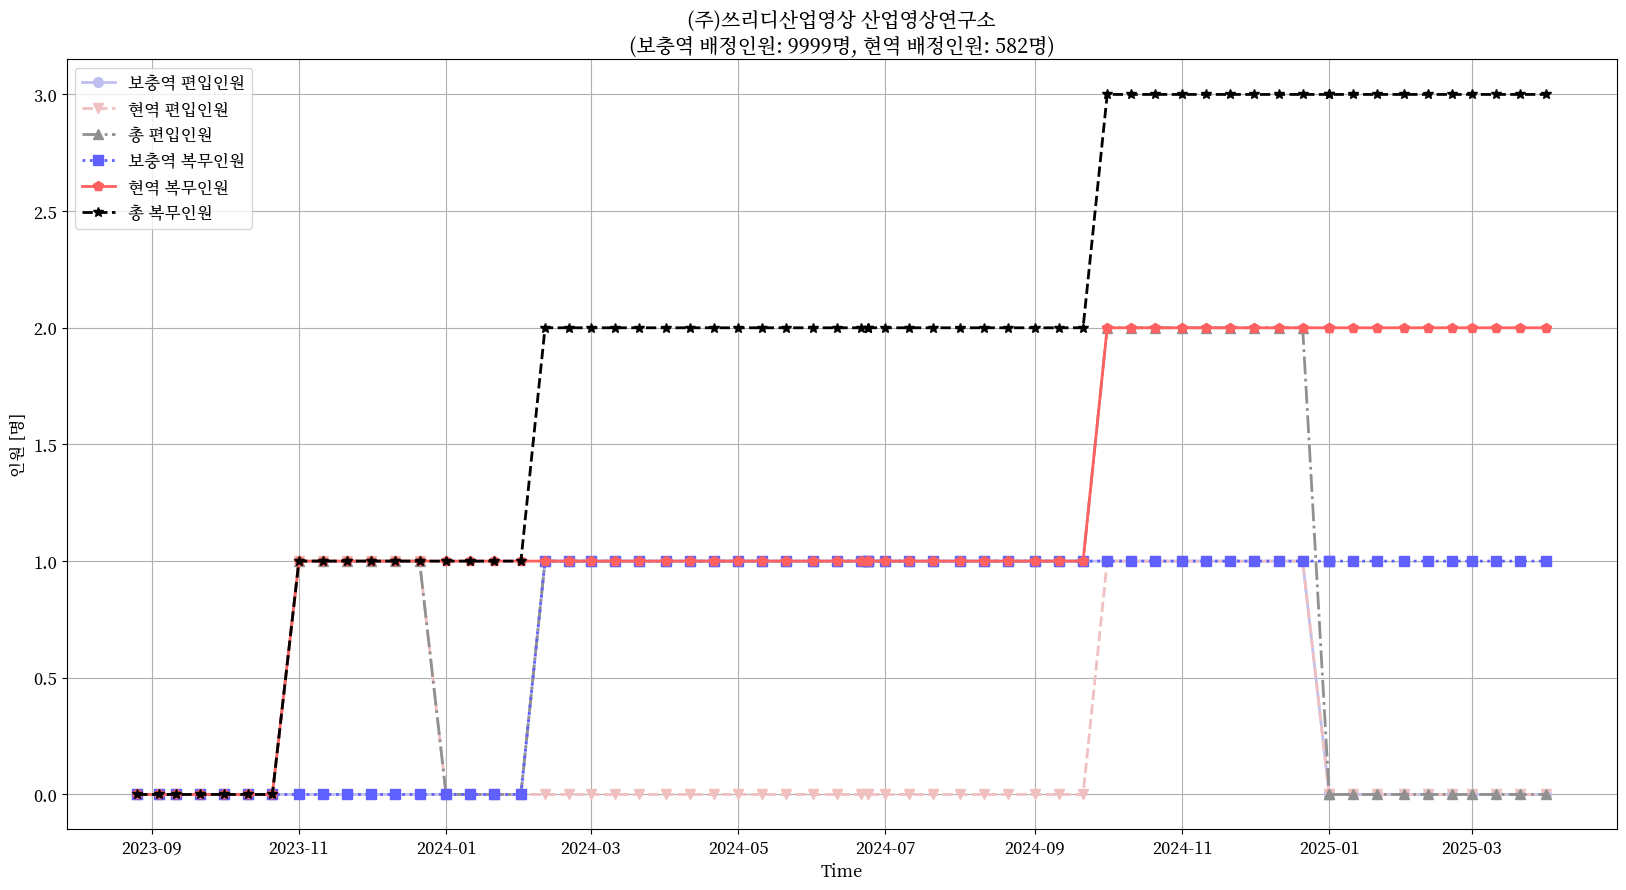 (주)쓰리디산업영상 산업영상연구소
(보충역 배정인원: 9999명, 현역 배정인원: 582명)
보충역 편입인원
현역 편입인원
총 편입인원
보충역 복무인원
현역 복무인원
총 복무인원
3.0
2.5
2.0
1.5
1.0
0.5
0.0
인원 [명]
2023-09 2023-11 2024-01 2024-03 2024-05 2024-07 2024-09 2024-11 2025-01 2025-03
Time